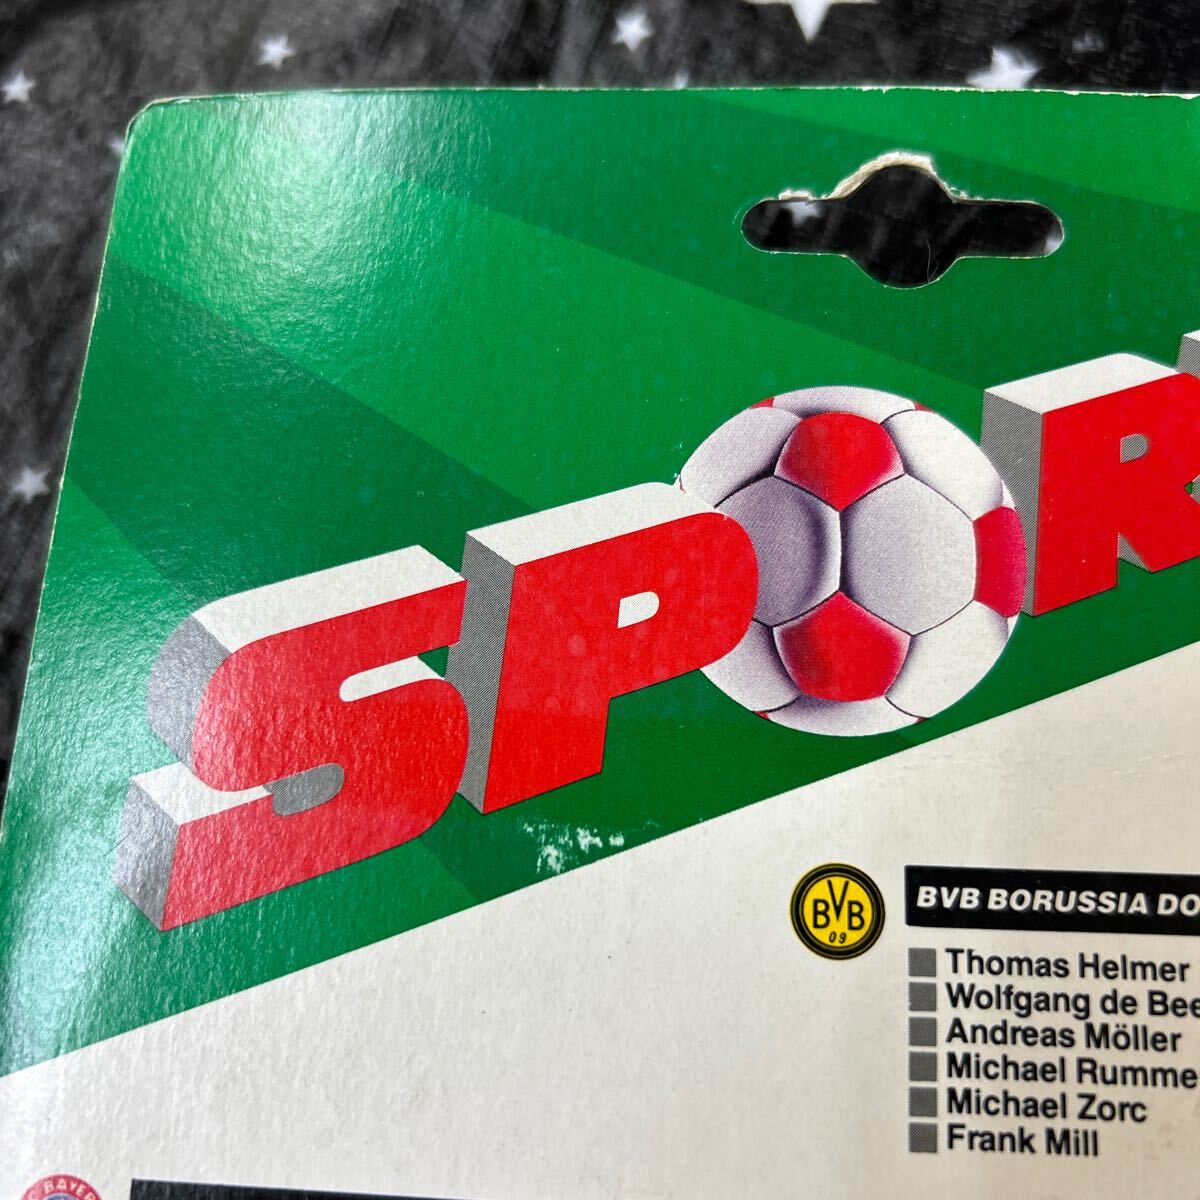 SPOR
BVB
09
BVB BORUSSIA DO
Thomas Helmer
Wolfgang de Bee
Andreas Möller
Michael Rumme
Michael Zorc
Frank Mill
BAYE